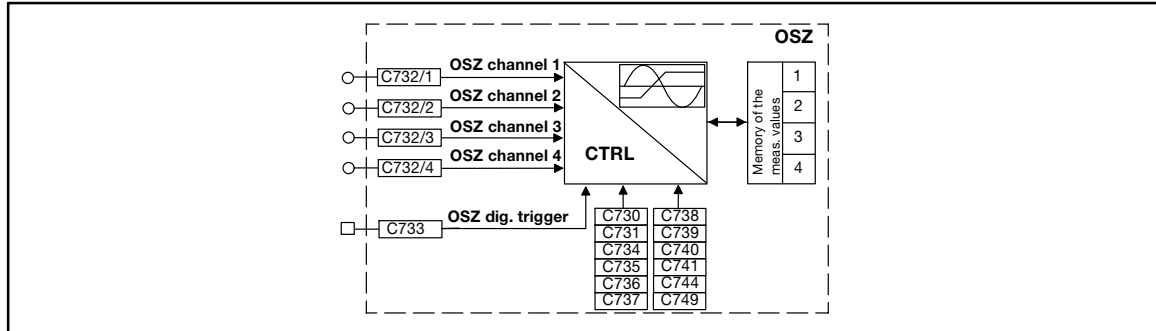 OSZ
C732/1 OSZ channel 1
C732/2 OSZ channel 2
C732/3 OSZ channel 3
C732/4 OSZ channel 4
CTRL
Memory of the
meas. values
1
2
3
4
C733 OSZ dig. trigger
C730 C738
C731 C739
C734 C740
C735 C741
C736 C744
C737 C749